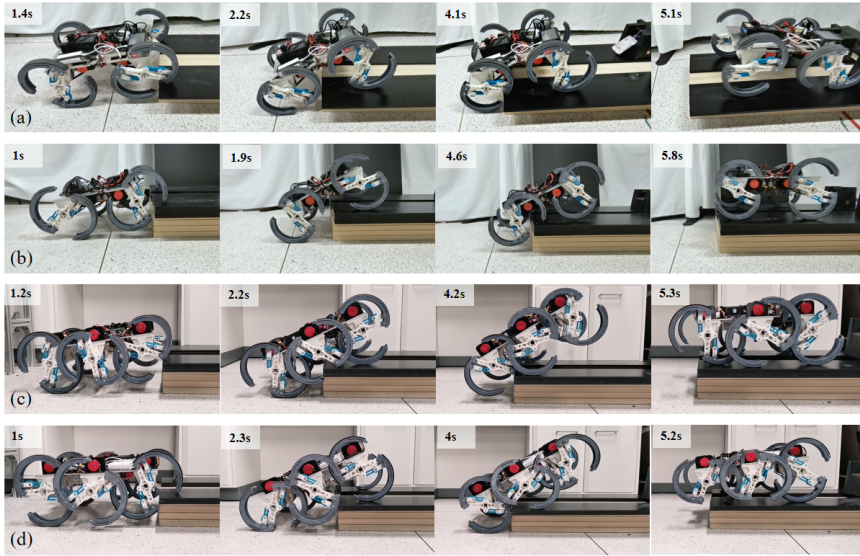 1.4s 2.2s 4.1s 5.1s
(a)
1s 1.9s 4.6s 5.8s
(b)
1.2s 2.2s 4.2s 5.3s
(c)
1s 2.3s 4s 5.2s
(d)